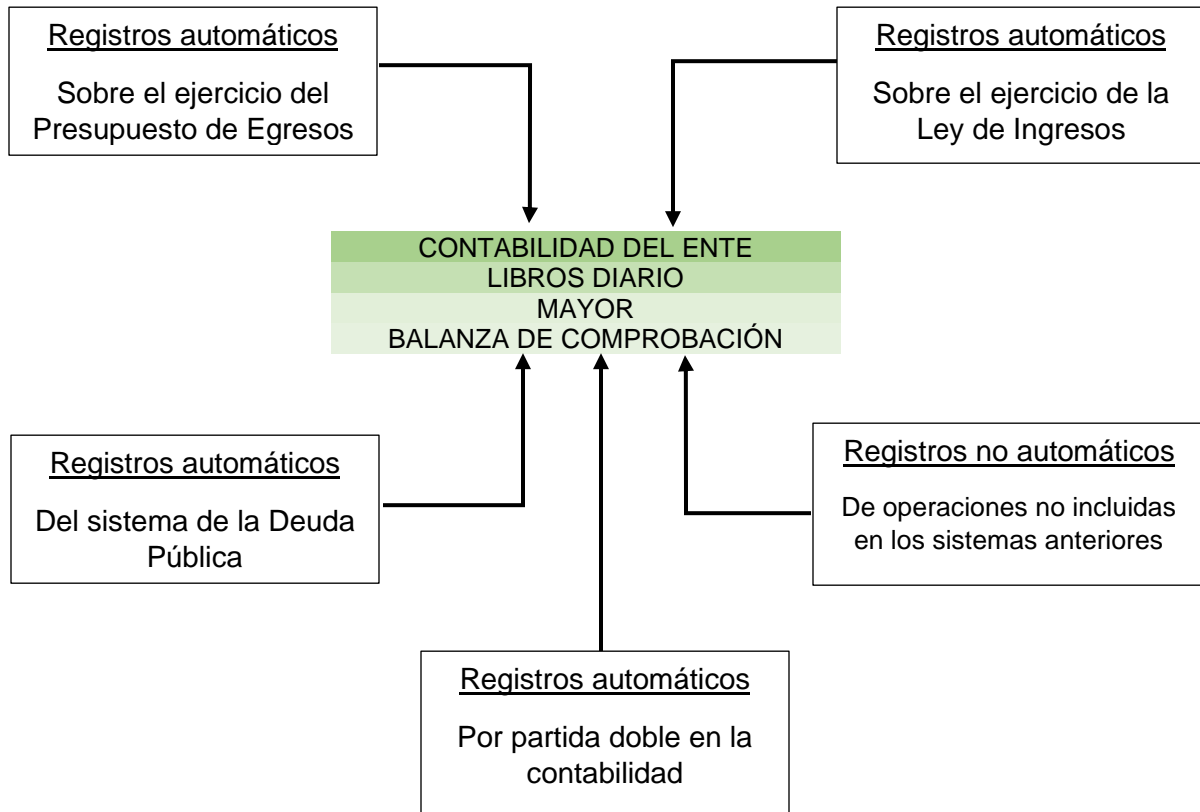 Registros automáticos
Sobre el ejercicio del
Presupuesto de Egresos
Registros automáticos
Sobre el ejercicio de la
Ley de Ingresos
CONTABILIDAD DEL ENTE
LIBROS DIARIO
MAYOR
BALANZA DE COMPROBACIÓN
Registros automáticos
Del sistema de la Deuda
Pública
Registros no automáticos
De operaciones no incluidas
en los sistemas anteriores
Registros automáticos
Por partida doble en la
contabilidad